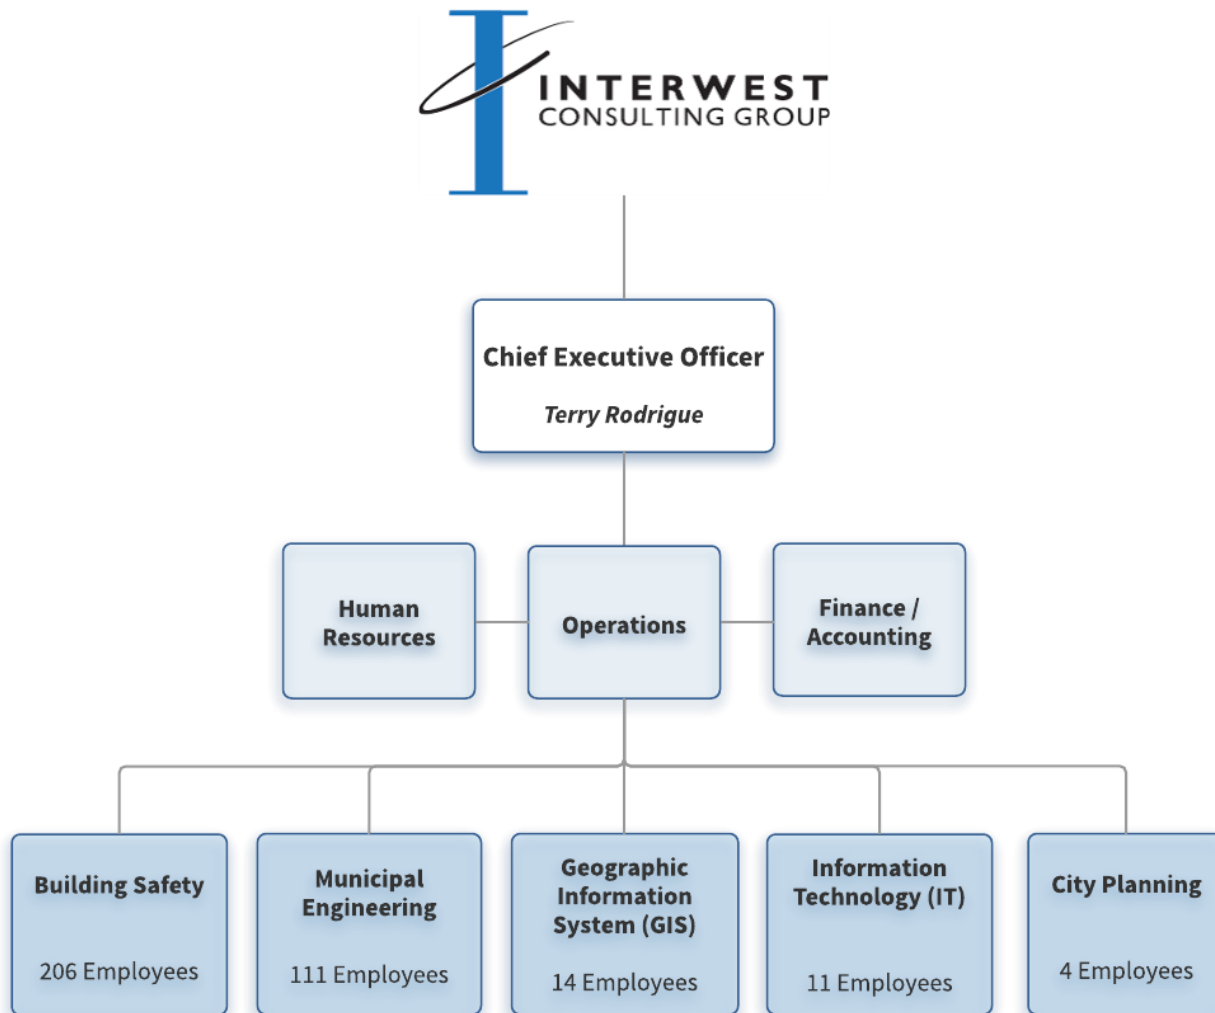 INTERWEST
CONSULTING GROUP
Chief Executive Officer
Terry Rodrigue
Human
Resources
Operations
Finance /
Accounting
Building Safety
206 Employees
Municipal
Engineering
111 Employees
Geographic
Information
System (GIS)
14 Employees
Information
Technology (IT)
11 Employees
City Planning
4 Employees